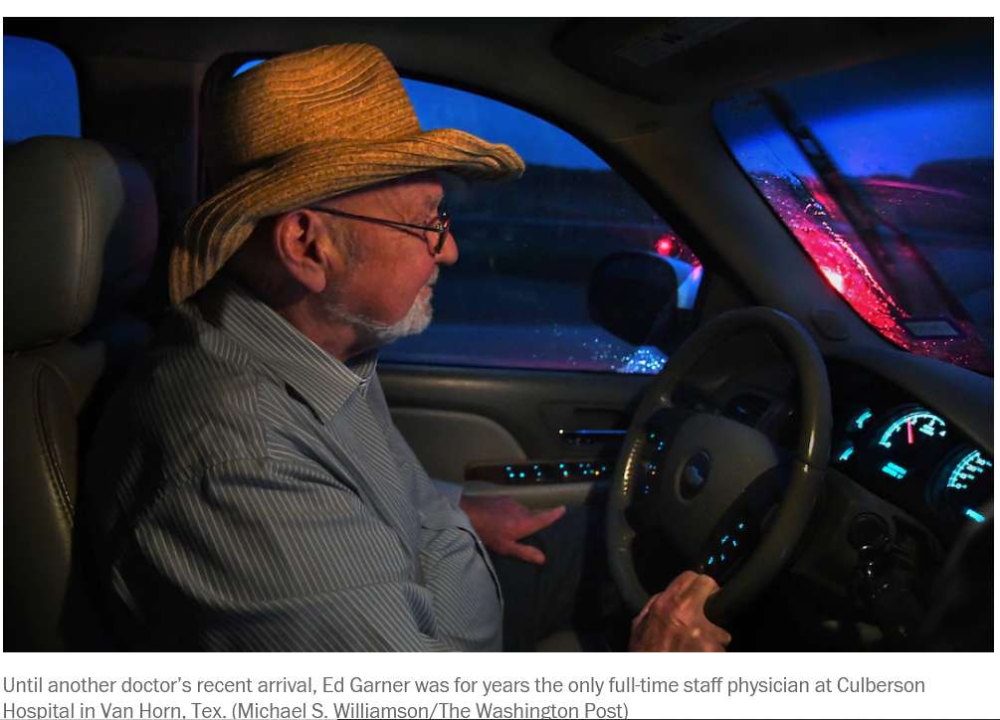 Until another doctor’s recent arrival, Ed Garner was for years the only full-time staff physician at Culberson
Hospital in Van Horn, Tex. (Michael S. Williamson/The Washington Post)